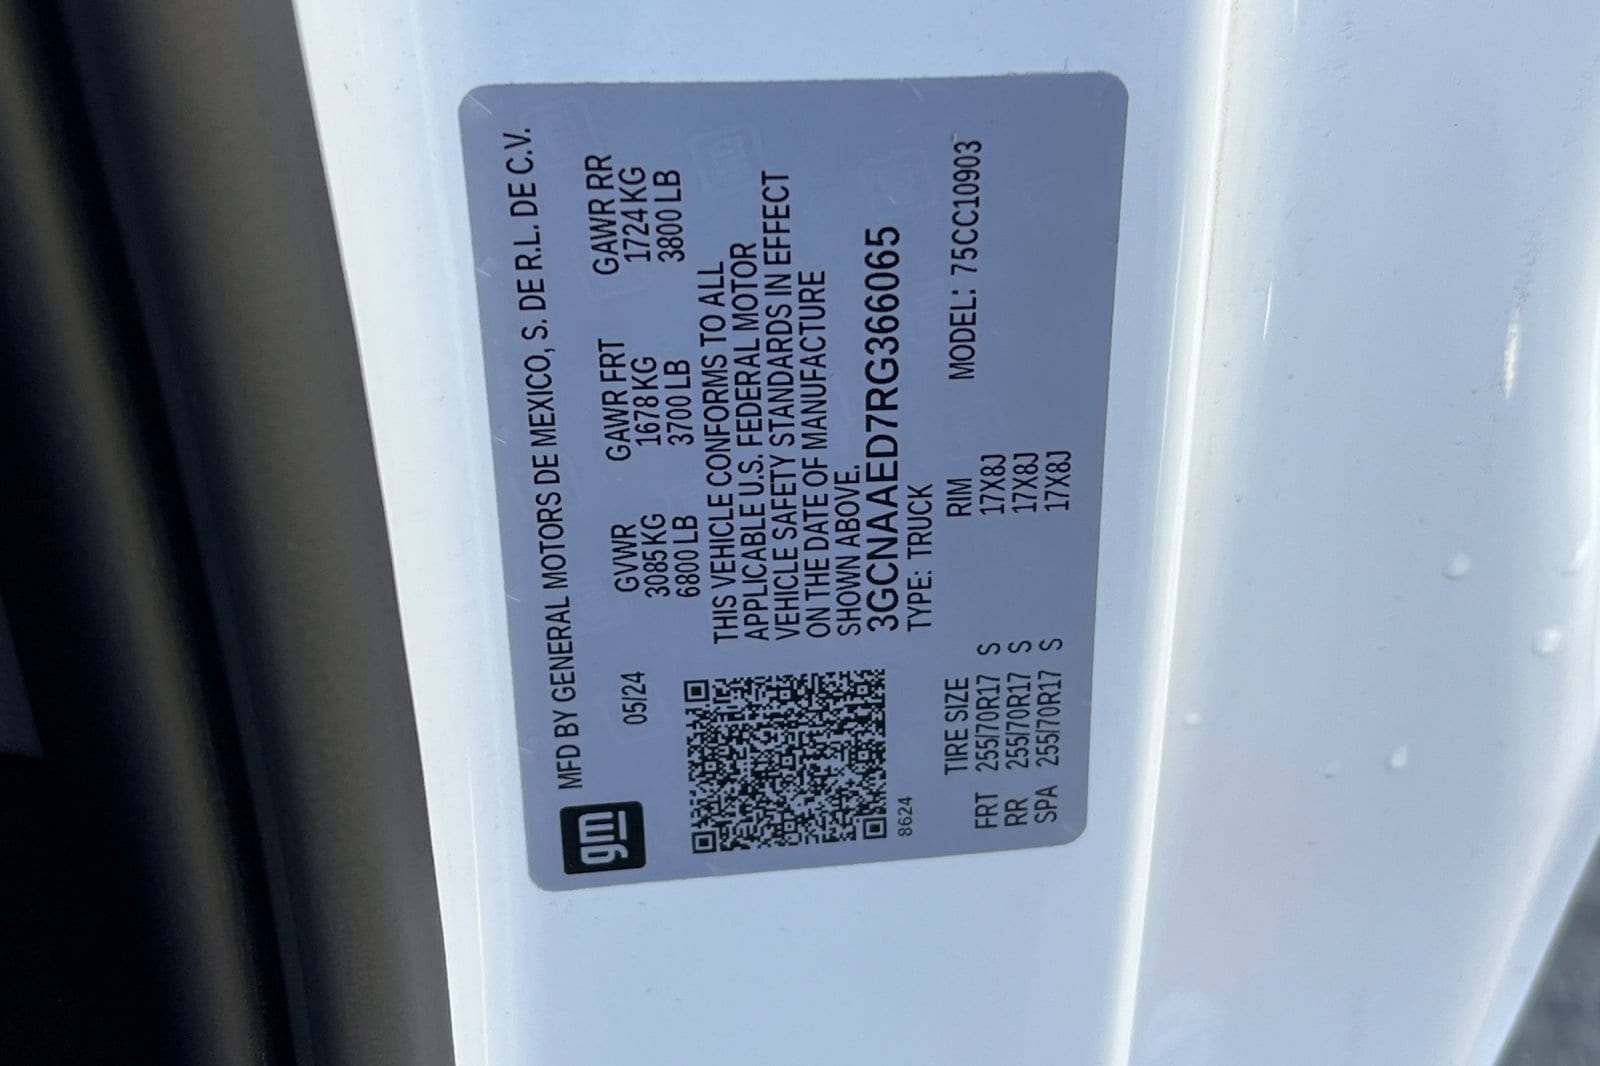 gm
MFD BY GENERAL MOTORS DE MEXICO, S. DE R.L. DE C.V.
05/24 GVWR GAWR FRT GAWR RR
3085 KG 1678 KG 1724 KG
6800 LB 3700 LB 3800 LB
THIS VEHICLE CONFORMS TO ALL
APPLICABLE U.S. FEDERAL MOTOR
VEHICLE SAFETY STANDARDS IN EFFECT
ON THE DATE OF MANUFACTURE
SHOWN ABOVE.
3GCNAAED7RG366065
8624 TYPE: TRUCK
TIRE SIZE RIM MODEL: 75CC10903
FRT 255/70R17 S 17X8J
RR 255/70R17 S 17X8J
SPA 255/70R17 S 17X8J